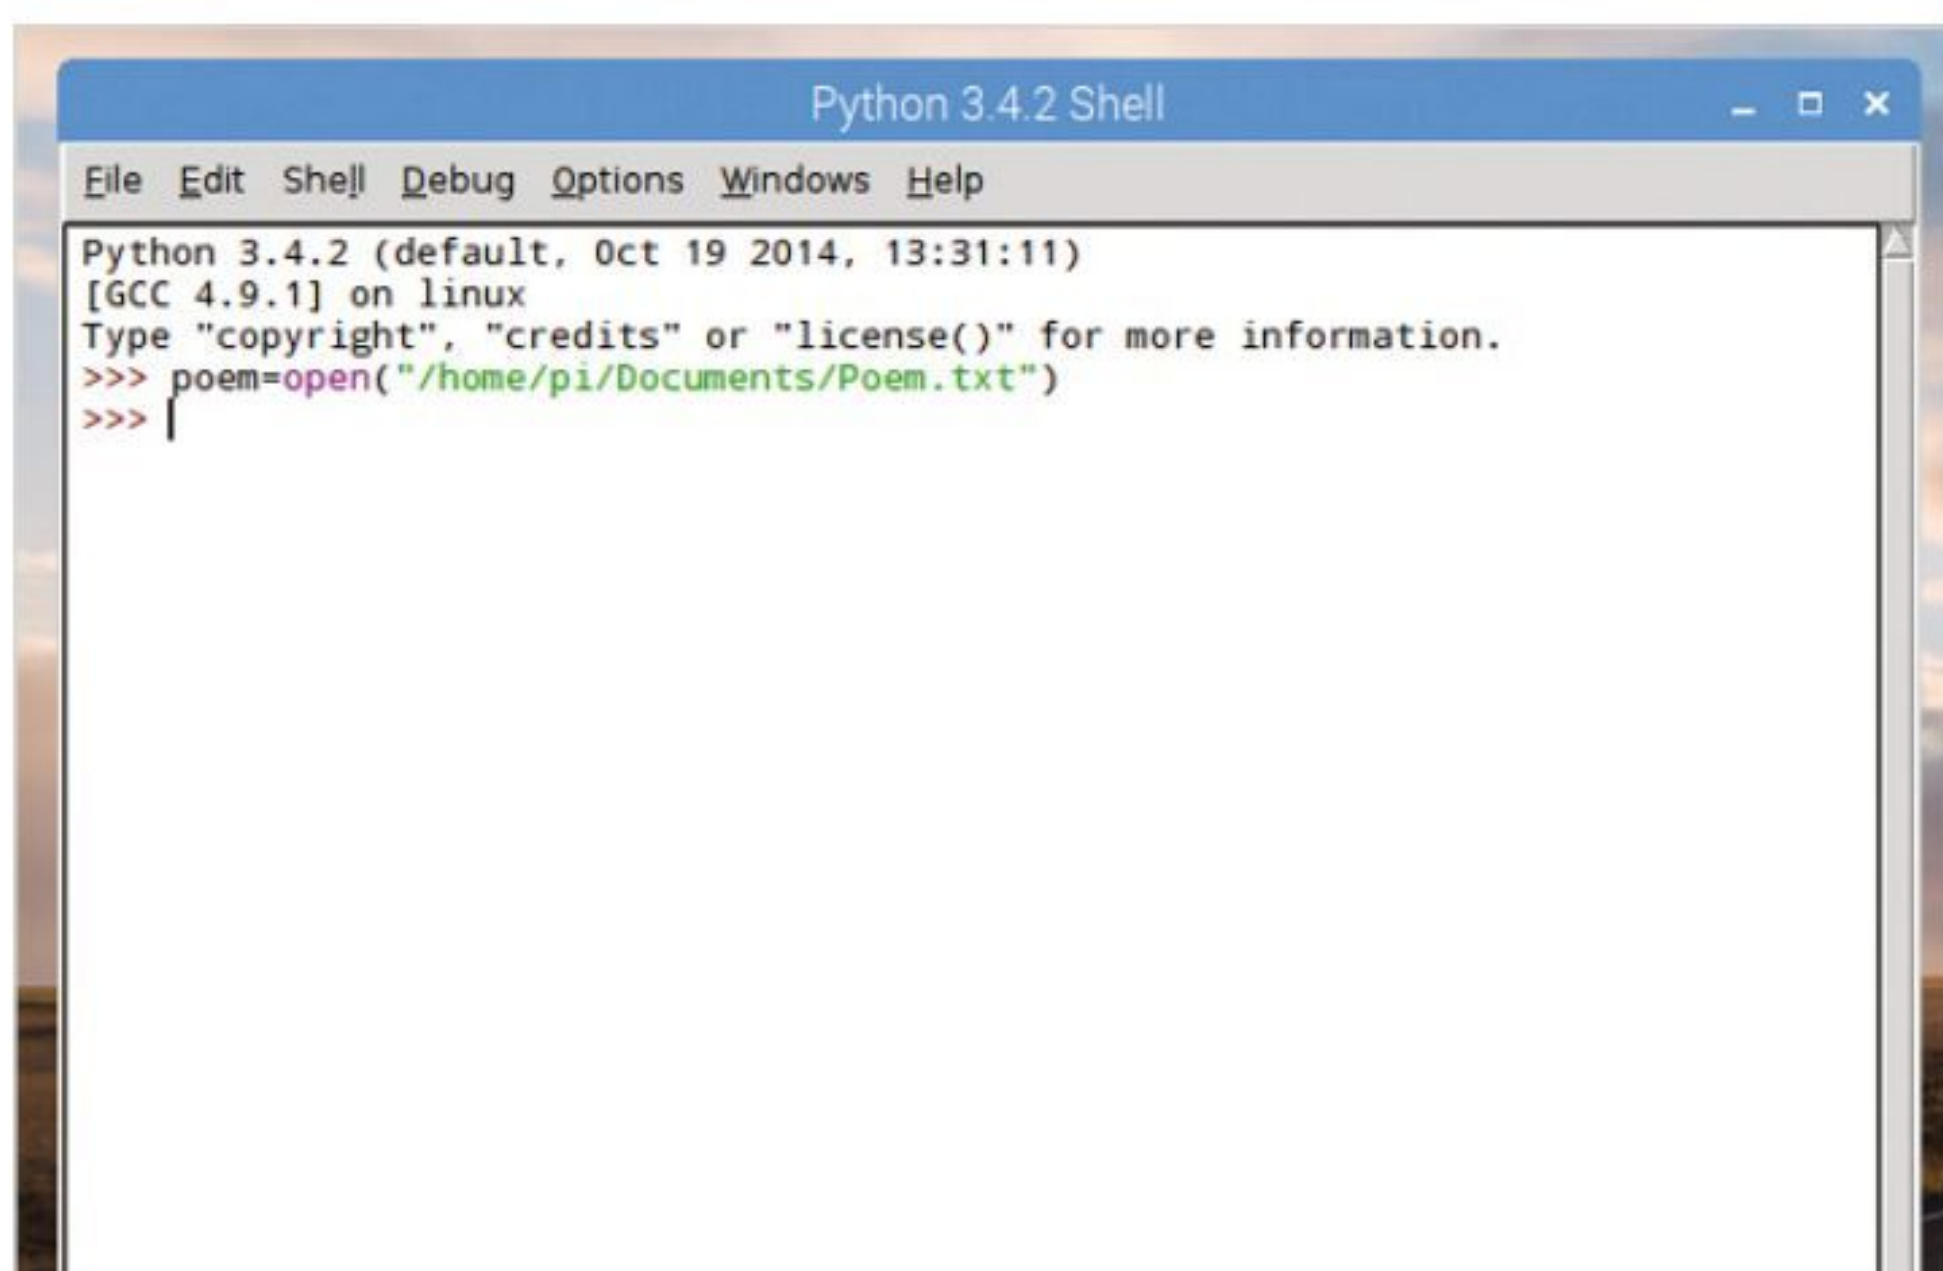 Python 3.4.2 Shell
File Edit Shell Debug Options Windows Help
Python 3.4.2 (default, Oct 19 2014, 13:31:11)
[GCC 4.9.1] on linux
Type "copyright", "credits" or "license()" for more information.
>>> poem=open("/home/pi/Documents/Poem.txt")
>>>